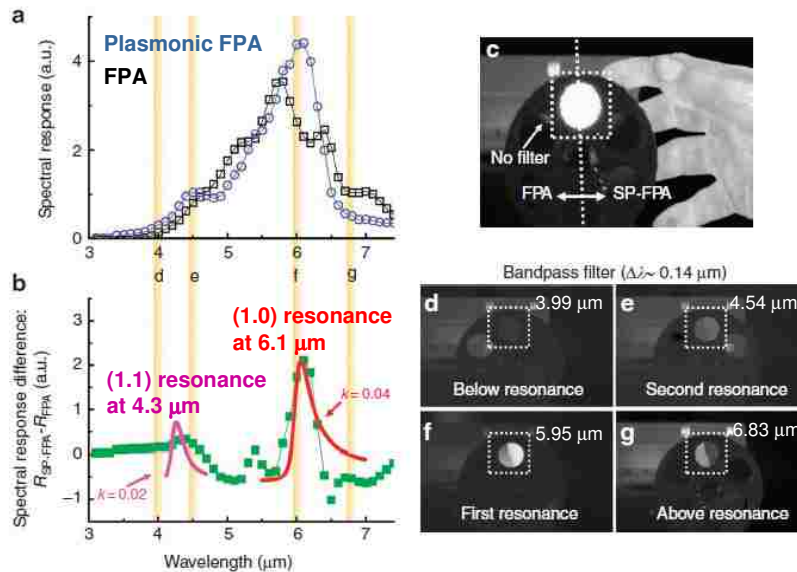 a
Plasmonic FPA
FPA
Spectral response (a.u.)
4
2
0
3 4 5 6 7
d e f g
b
Spectral response difference:
R_SP-FPA-R_FPA (a.u.)
3
2
1
0
−1
(1.1) resonance
at 4.3 μm
(1.0) resonance
at 6.1 μm
k=0.04
k=0.02
3 4 5 6 7
Wavelength (μm)
c
No filter
FPA SP-FPA
Bandpass filter (Δλ~ 0.14 μm)
d 3.99 μm
Below resonance
e 4.54 μm
Second resonance
f 5.95 μm
First resonance
g 6.83 μm
Above resonance